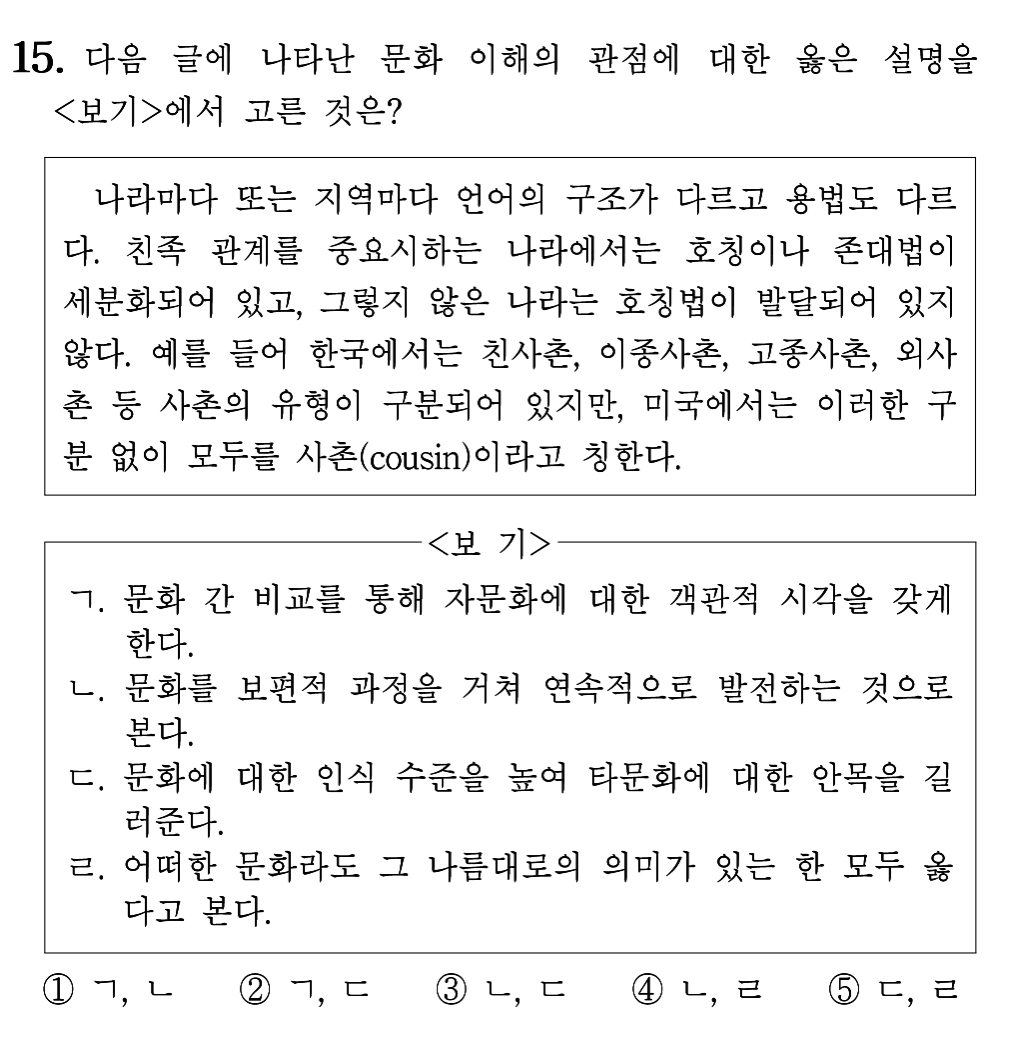 15. 다음 글에 나타난 문화 이해의 관점에 대한 옳은 설명을
<보기>에서 고른 것은?
나라마다 또는 지역마다 언어의 구조가 다르고 용법도 다르
다. 친족 관계를 중요시하는 나라에서는 호칭이나 존대법이
세분화되어 있고, 그렇지 않은 나라는 호칭법이 발달되어 있지
않다. 예를 들어 한국에서는 친사촌, 이종사촌, 고종사촌, 외사
촌 등 사촌의 유형이 구분되어 있지만, 미국에서는 이러한 구
분 없이 모두를 사촌(cousin)이라고 칭한다.
<보 기>
ㄱ. 문화 간 비교를 통해 자문화에 대한 객관적 시각을 갖게
한다.
ㄴ. 문화를 보편적 과정을 거쳐 연속적으로 발전하는 것으로
본다.
ㄷ. 문화에 대한 인식 수준을 높여 타문화에 대한 안목을 길
러준다.
ㄹ. 어떠한 문화라도 그 나름대로의 의미가 있는 한 모두 옳
다고 본다.
① ㄱ, ㄴ ② ㄱ, ㄷ ③ ㄴ, ㄷ ④ ㄴ, ㄹ ⑤ ㄷ, ㄹ